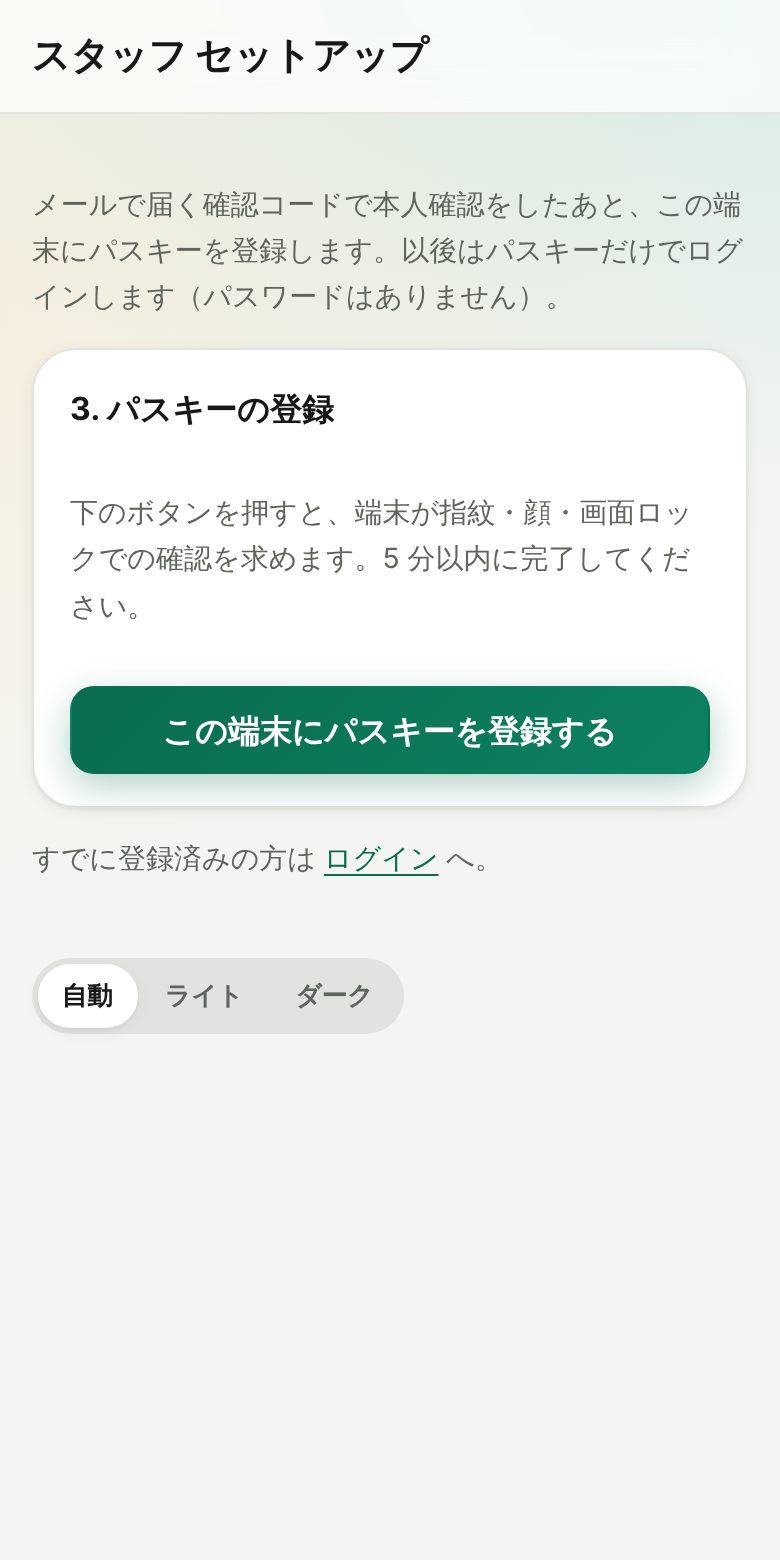 スタッフ セットアップ
メールで届く確認コードで本人確認をしたあと、この端
末にパスキーを登録します。以後はパスキーだけでログ
インします（パスワードはありません）。
3. パスキーの登録
下のボタンを押すと、端末が指紋・顔・画面ロッ
クでの確認を求めます。5 分以内に完了してくだ
さい。
この端末にパスキーを登録する
すでに登録済みの方は ログイン へ。
自動 ライト ダーク